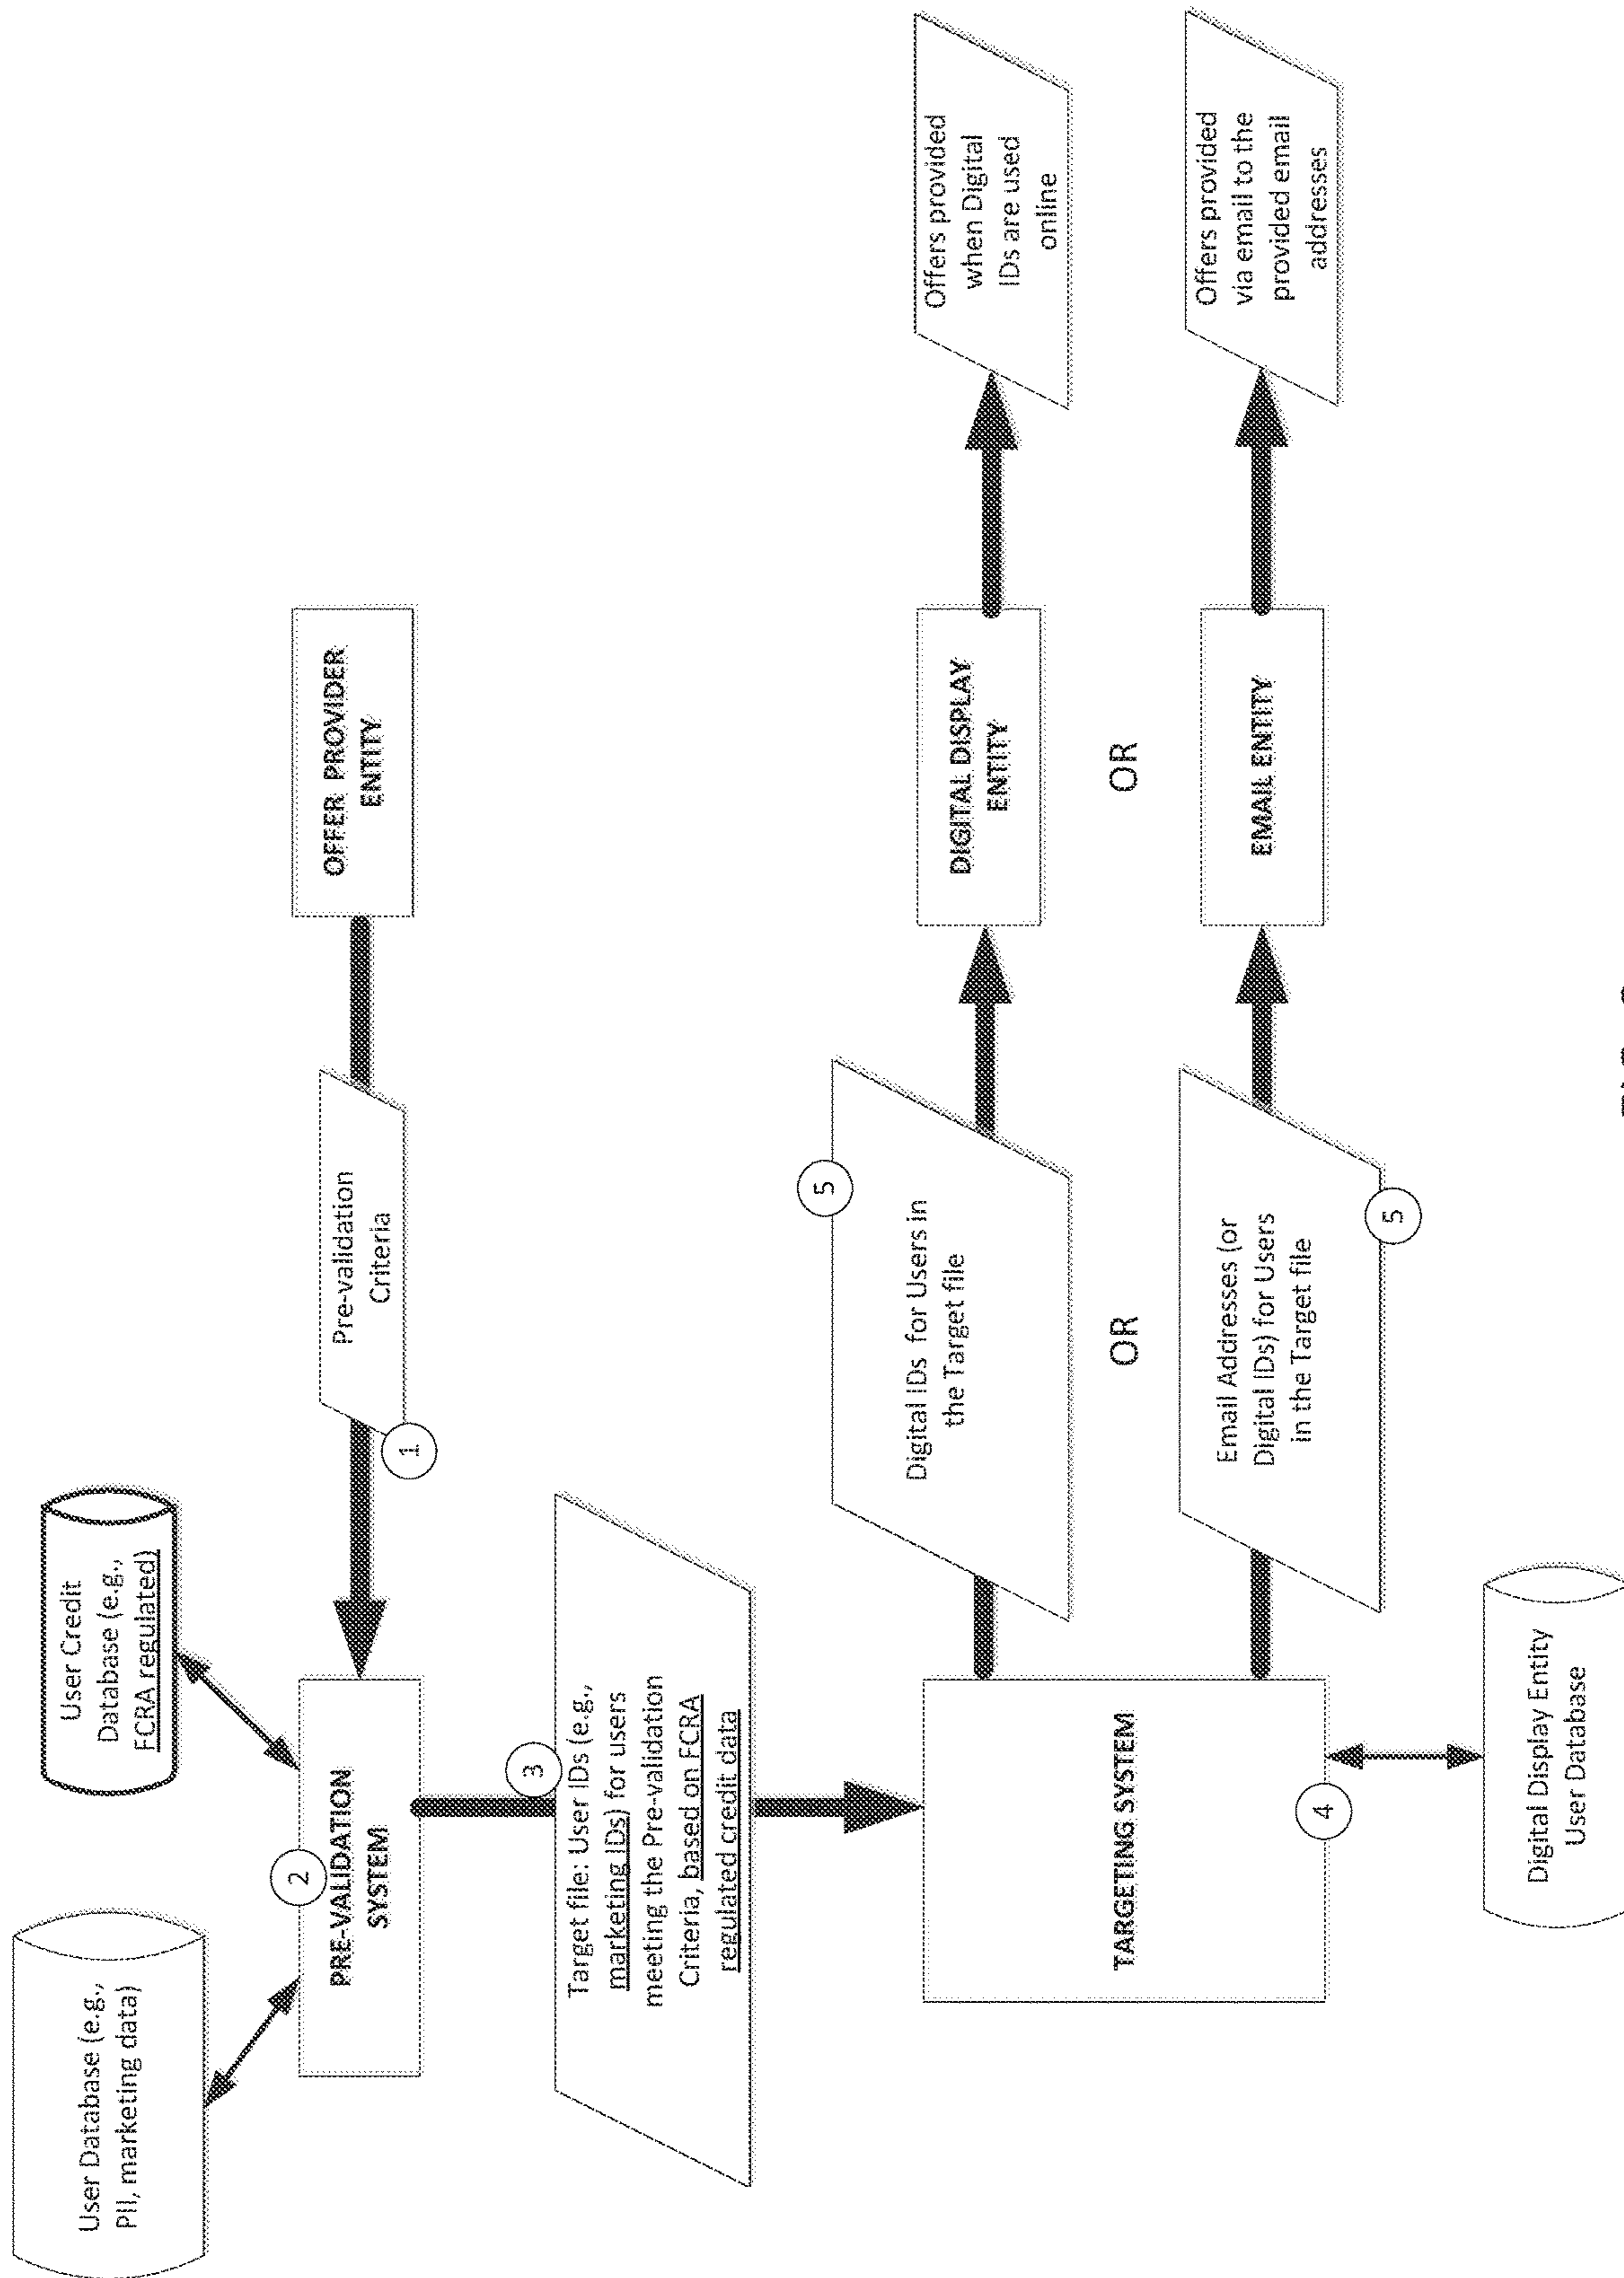 User Database (e.g.,
PII, marketing data)
User Credit
Database (e.g.,
FCRA regulated)
2
PRE-VALIDATION
SYSTEM
1
Pre-validation
Criteria
OFFER PROVIDER
ENTITY
3
Target file: User IDs (e.g.,
marketing IDs) for users
meeting the Pre-validation
Criteria, based on FCRA
regulated credit data
TARGETING SYSTEM
4
Digital Display Entity
User Database
5
Digital IDs for Users in
the Target file
OR
Email Addresses (or
Digital IDs) for Users
in the Target file
5
DIGITAL DISPLAY
ENTITY
OR
EMAIL ENTITY
Offers provided
when Digital
IDs are used
online
Offers provided
via email to the
provided email
addresses